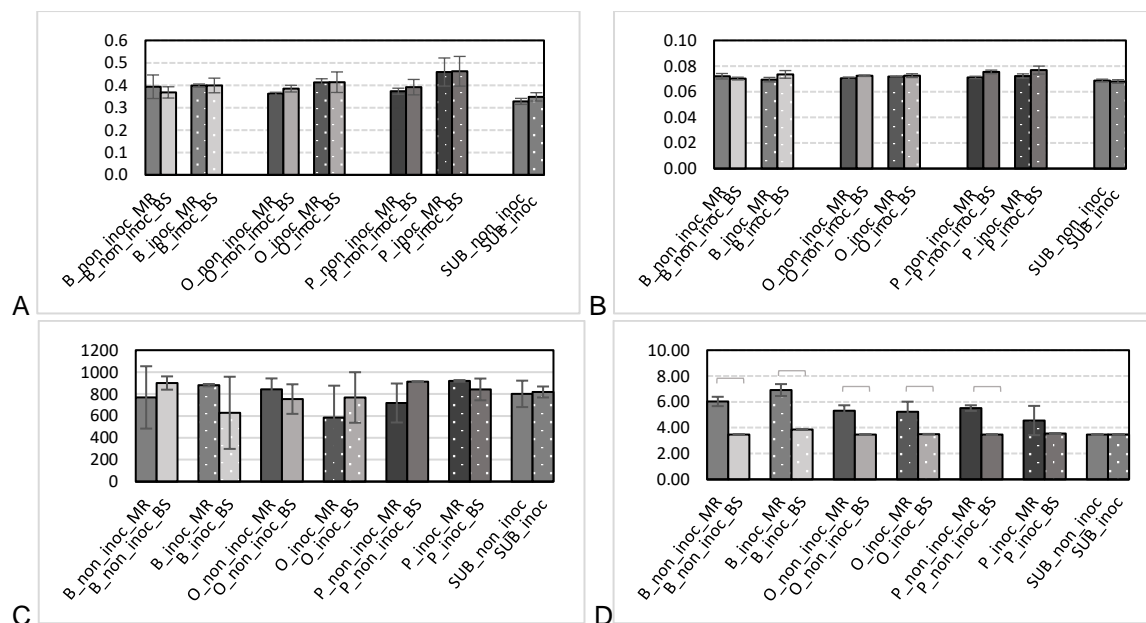 0.6
0.5
0.4
0.3
0.2
0.1
0.0
B_non_inoc_MR
B_non_inoc_BS
B_inoc_MR
B_inoc_BS
O_non_inoc_MR
O_non_inoc_BS
O_inoc_MR
O_inoc_BS
P_non_inoc_MR
P_non_inoc_BS
P_inoc_MR
P_inoc_BS
SUB_non_inoc
SUB_inoc
A
0.10
0.08
0.06
0.04
0.02
0.00
B_non_inoc_MR
B_non_inoc_BS
B_inoc_MR
B_inoc_BS
O_non_inoc_MR
O_non_inoc_BS
O_inoc_MR
O_inoc_BS
P_non_inoc_MR
P_non_inoc_BS
P_inoc_MR
P_inoc_BS
SUB_non_inoc
SUB_inoc
B
1200
1000
800
600
400
200
0
B_non_inoc_MR
B_non_inoc_BS
B_inoc_MR
B_inoc_BS
O_non_inoc_MR
O_non_inoc_BS
O_inoc_MR
O_inoc_BS
P_non_inoc_MR
P_non_inoc_BS
P_inoc_MR
P_inoc_BS
SUB_non_inoc
SUB_inoc
C
10.00
8.00
6.00
4.00
2.00
0.00
B_non_inoc_MR
B_non_inoc_BS
B_inoc_MR
B_inoc_BS
O_non_inoc_MR
O_non_inoc_BS
O_inoc_MR
O_inoc_BS
P_non_inoc_MR
P_non_inoc_BS
P_inoc_MR
P_inoc_BS
SUB_non_inoc
SUB_inoc
D